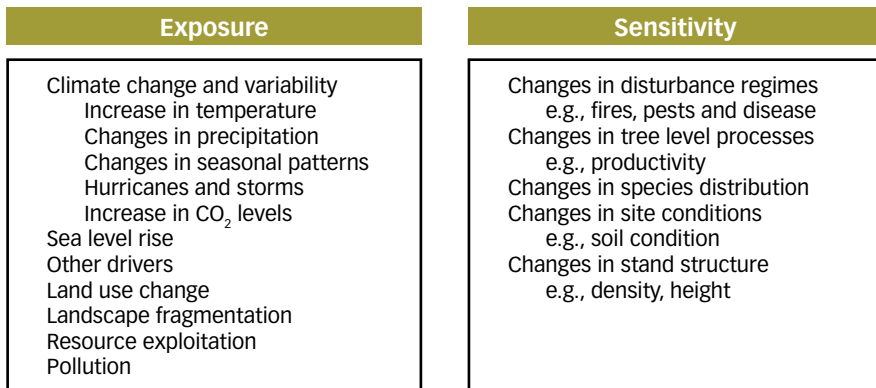 Exposure
Climate change and variability
Increase in temperature
Changes in precipitation
Changes in seasonal patterns
Hurricanes and storms
Increase in CO₂ levels
Sea level rise
Other drivers
Land use change
Landscape fragmentation
Resource exploitation
Pollution
Sensitivity
Changes in disturbance regimes
e.g., fires, pests and disease
Changes in tree level processes
e.g., productivity
Changes in species distribution
Changes in site conditions
e.g., soil condition
Changes in stand structure
e.g., density, height